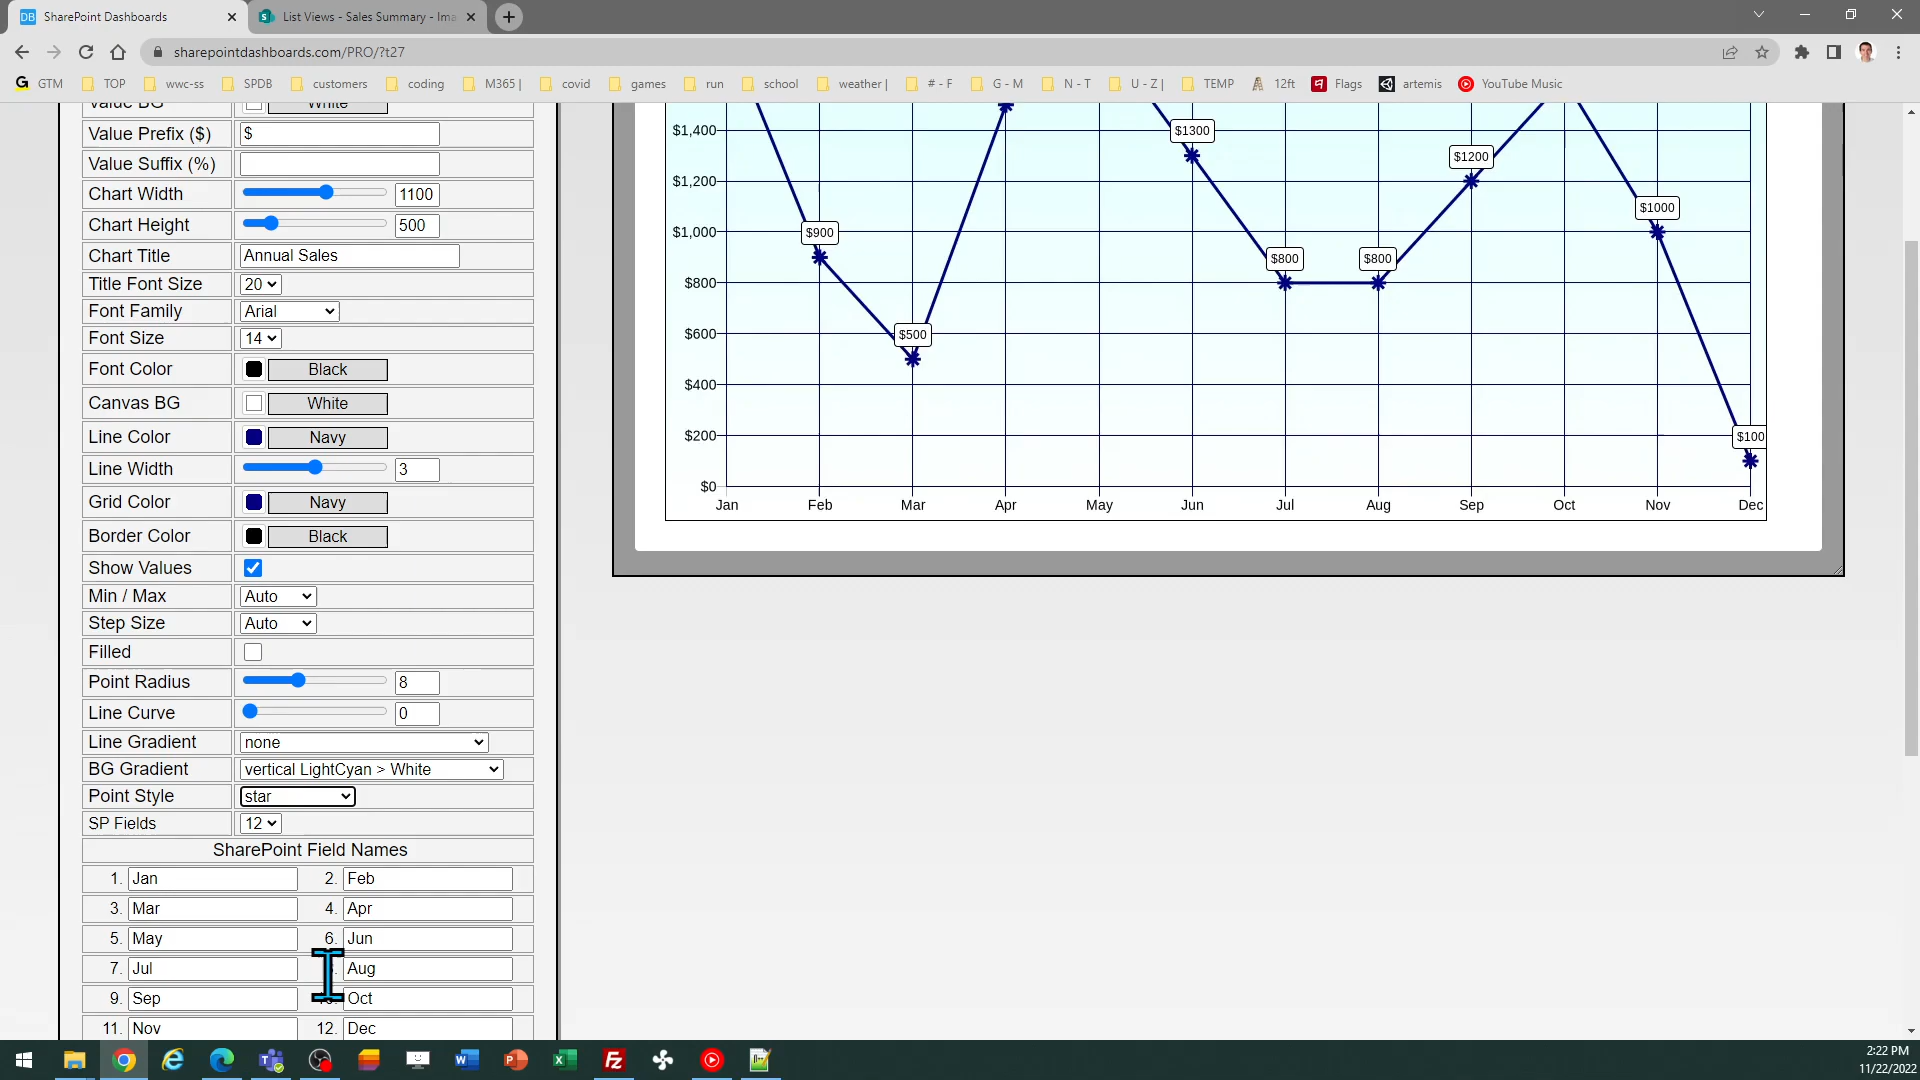 DB SharePoint Dashboards
List Views - Sales Summary - Ima
sharepointdashboards.com/PRO/?t27
G GTM TOP wwc-ss SPDB customers coding M365 | covid games run school weather | # - F G - M N - T U - Z | TEMP 12ft Flags artemis YouTube Music
Value BG White
Value Prefix ($) $
Value Suffix (%)
Chart Width 1100
Chart Height 500
Chart Title Annual Sales
Title Font Size 20
Font Family Arial
Font Size 14
Font Color Black
Canvas BG White
Line Color Navy
Line Width 3
Grid Color Navy
Border Color Black
Show Values
Min / Max Auto
Step Size Auto
Filled
Point Radius 8
Line Curve 0
Line Gradient none
BG Gradient vertical LightCyan > White
Point Style star
SP Fields 12
SharePoint Field Names
1. Jan 2. Feb
3. Mar 4. Apr
5. May 6. Jun
7. Jul Aug
9. Sep Oct
11. Nov 12. Dec
$1,400
$1,200
$1,000
$800
$600
$400
$200
$0
$900
$500
$1300
$800
$800
$1200
$1000
$100
Jan Feb Mar Apr May Jun Jul Aug Sep Oct Nov Dec
2:22 PM
11/22/2022